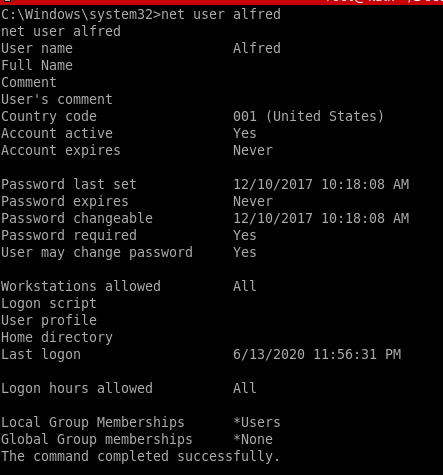 C:\Windows\system32>net user alfred
net user alfred
User name                    Alfred
Full Name
Comment
User's comment
Country code                 001 (United States)
Account active               Yes
Account expires              Never

Password last set            12/10/2017 10:18:08 AM
Password expires             Never
Password changeable          12/10/2017 10:18:08 AM
Password required            Yes
User may change password     Yes

Workstations allowed         All
Logon script
User profile
Home directory
Last logon                   6/13/2020 11:56:31 PM

Logon hours allowed          All

Local Group Memberships      *Users
Global Group memberships     *None
The command completed successfully.